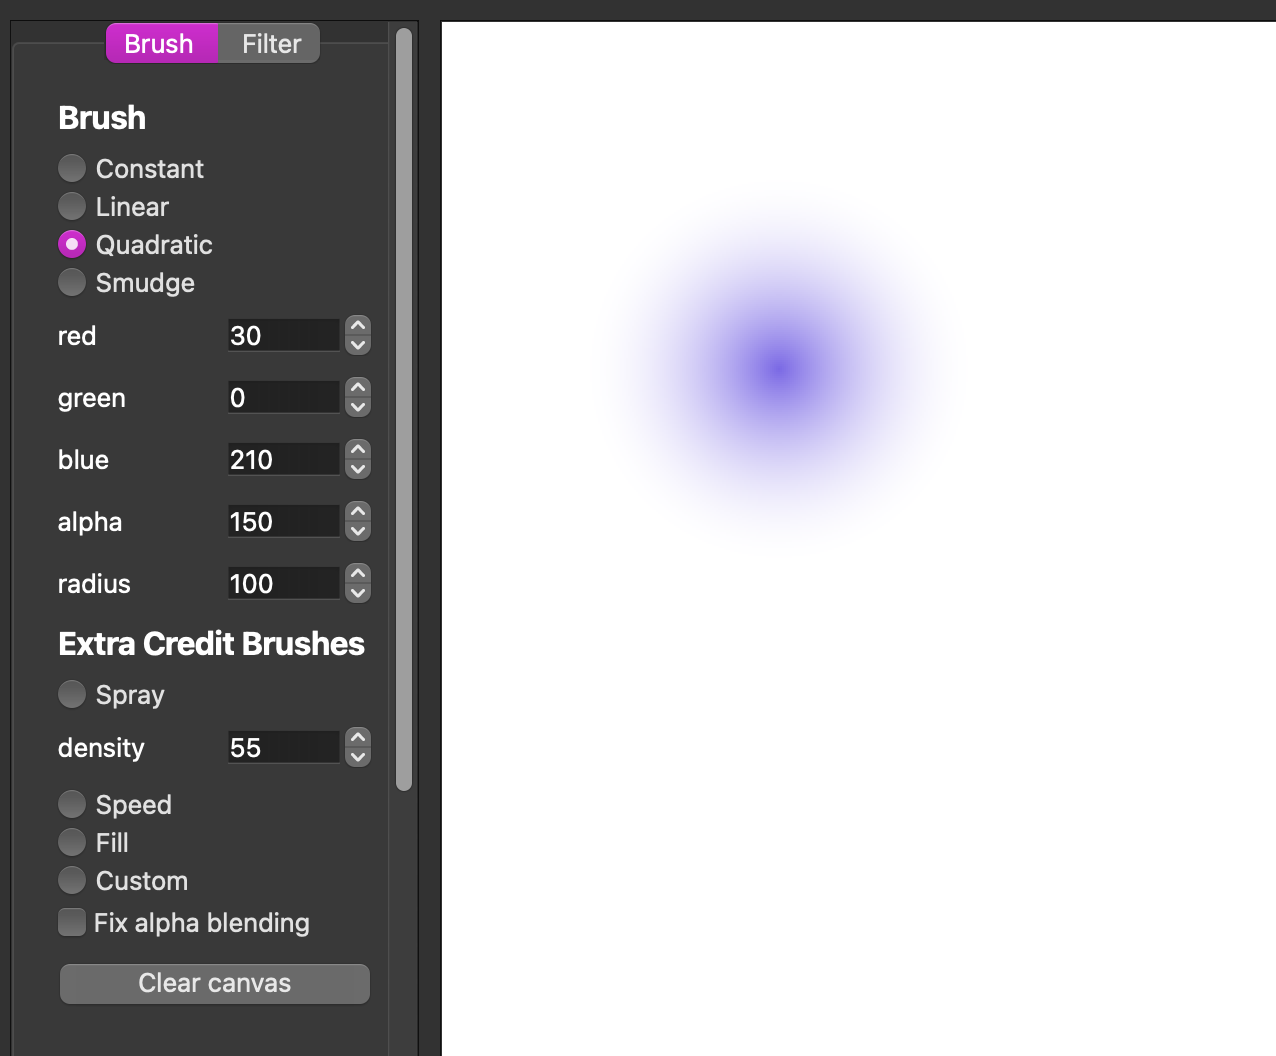 Brush Filter
Brush
Constant
Linear
Quadratic
Smudge
red 30
green 0
blue 210
alpha 150
radius 100
Extra Credit Brushes
Spray
density 55
Speed
Fill
Custom
Fix alpha blending
Clear canvas